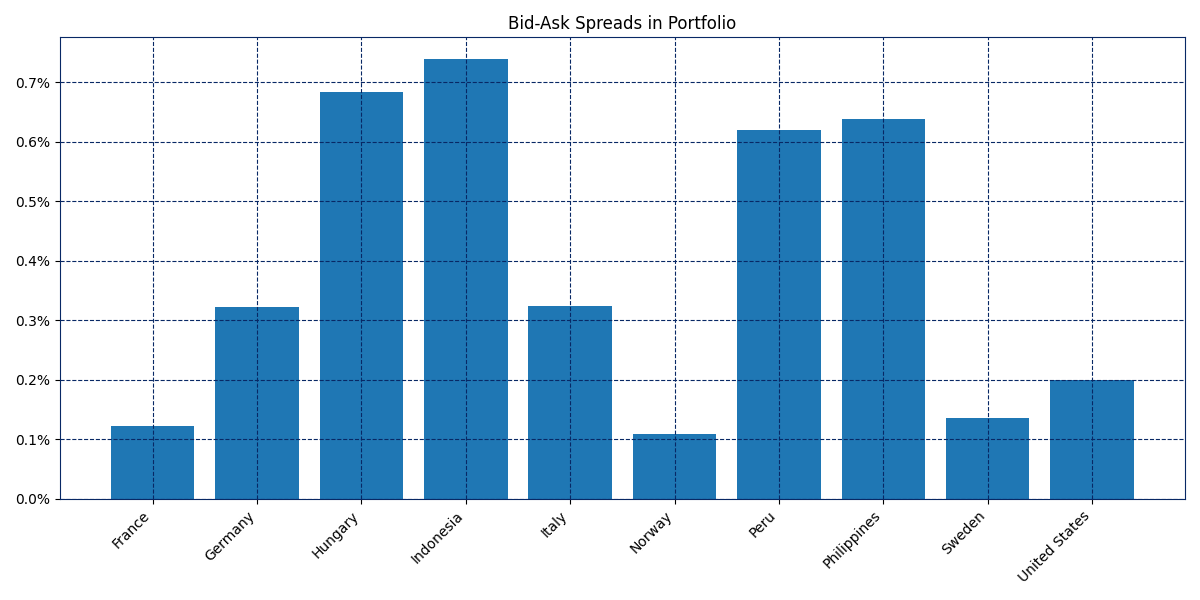 Bid-Ask Spreads in Portfolio
0.7%
0.6%
0.5%
0.4%
0.3%
0.2%
0.1%
0.0%
France
Germany
Hungary
Indonesia
Italy
Norway
Peru
Philippines
Sweden
United States